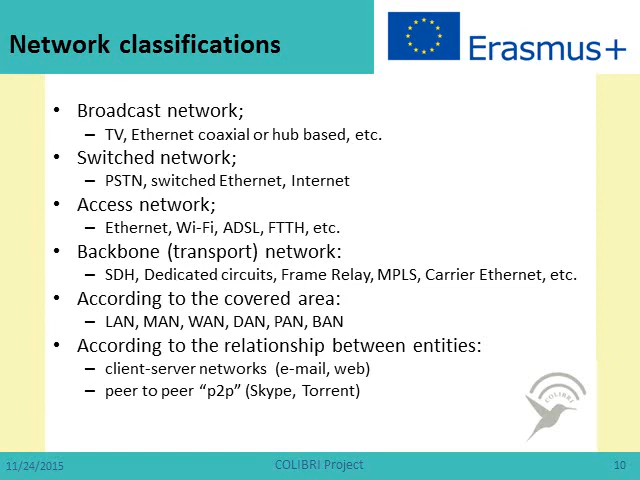 Network classifications
Erasmus+
• Broadcast network;
– TV, Ethernet coaxial or hub based, etc.
• Switched network;
– PSTN, switched Ethernet, Internet
• Access network;
– Ethernet, Wi-Fi, ADSL, FTTH, etc.
• Backbone (transport) network:
– SDH, Dedicated circuits, Frame Relay, MPLS, Carrier Ethernet, etc.
• According to the covered area:
– LAN, MAN, WAN, DAN, PAN, BAN
• According to the relationship between entities:
– client-server networks (e-mail, web)
– peer to peer “p2p” (Skype, Torrent)
COLIBRI
11/24/2015
COLIBRI Project
10